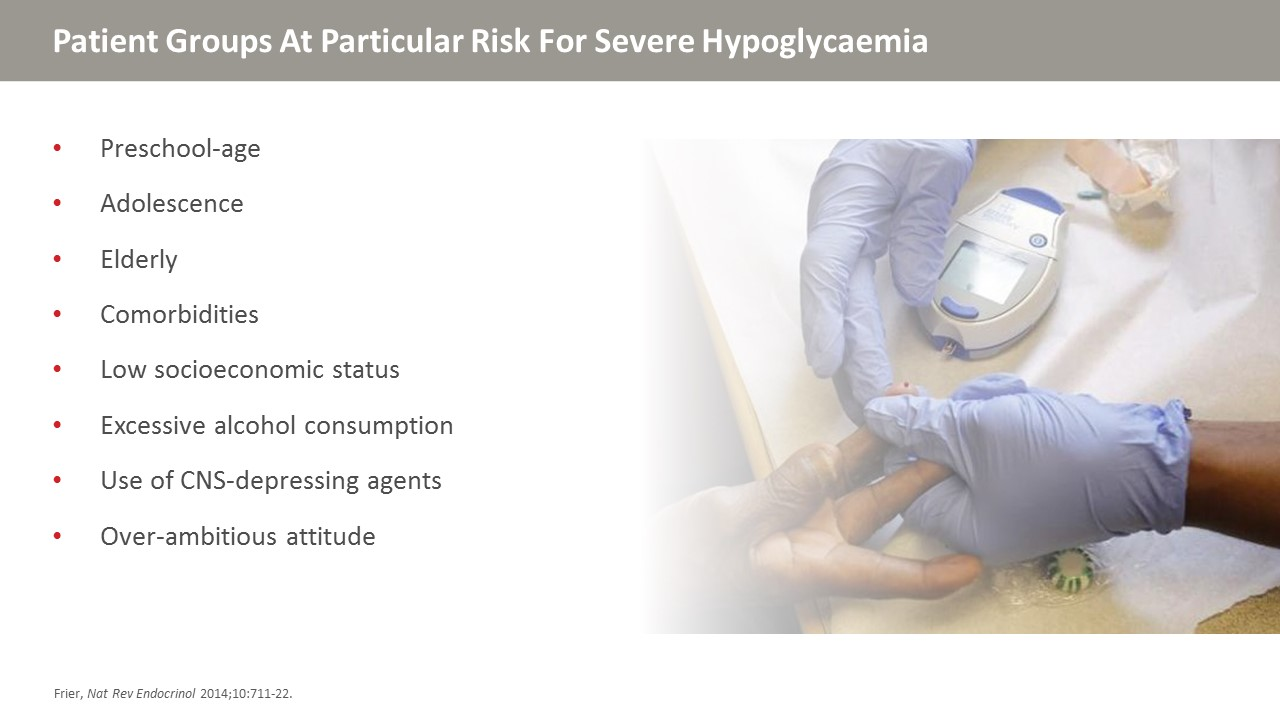 Patient Groups At Particular Risk For Severe Hypoglycaemia
• Preschool-age
• Adolescence
• Elderly
• Comorbidities
• Low socioeconomic status
• Excessive alcohol consumption
• Use of CNS-depressing agents
• Over-ambitious attitude
Frier, Nat Rev Endocrinol 2014;10:711-22.